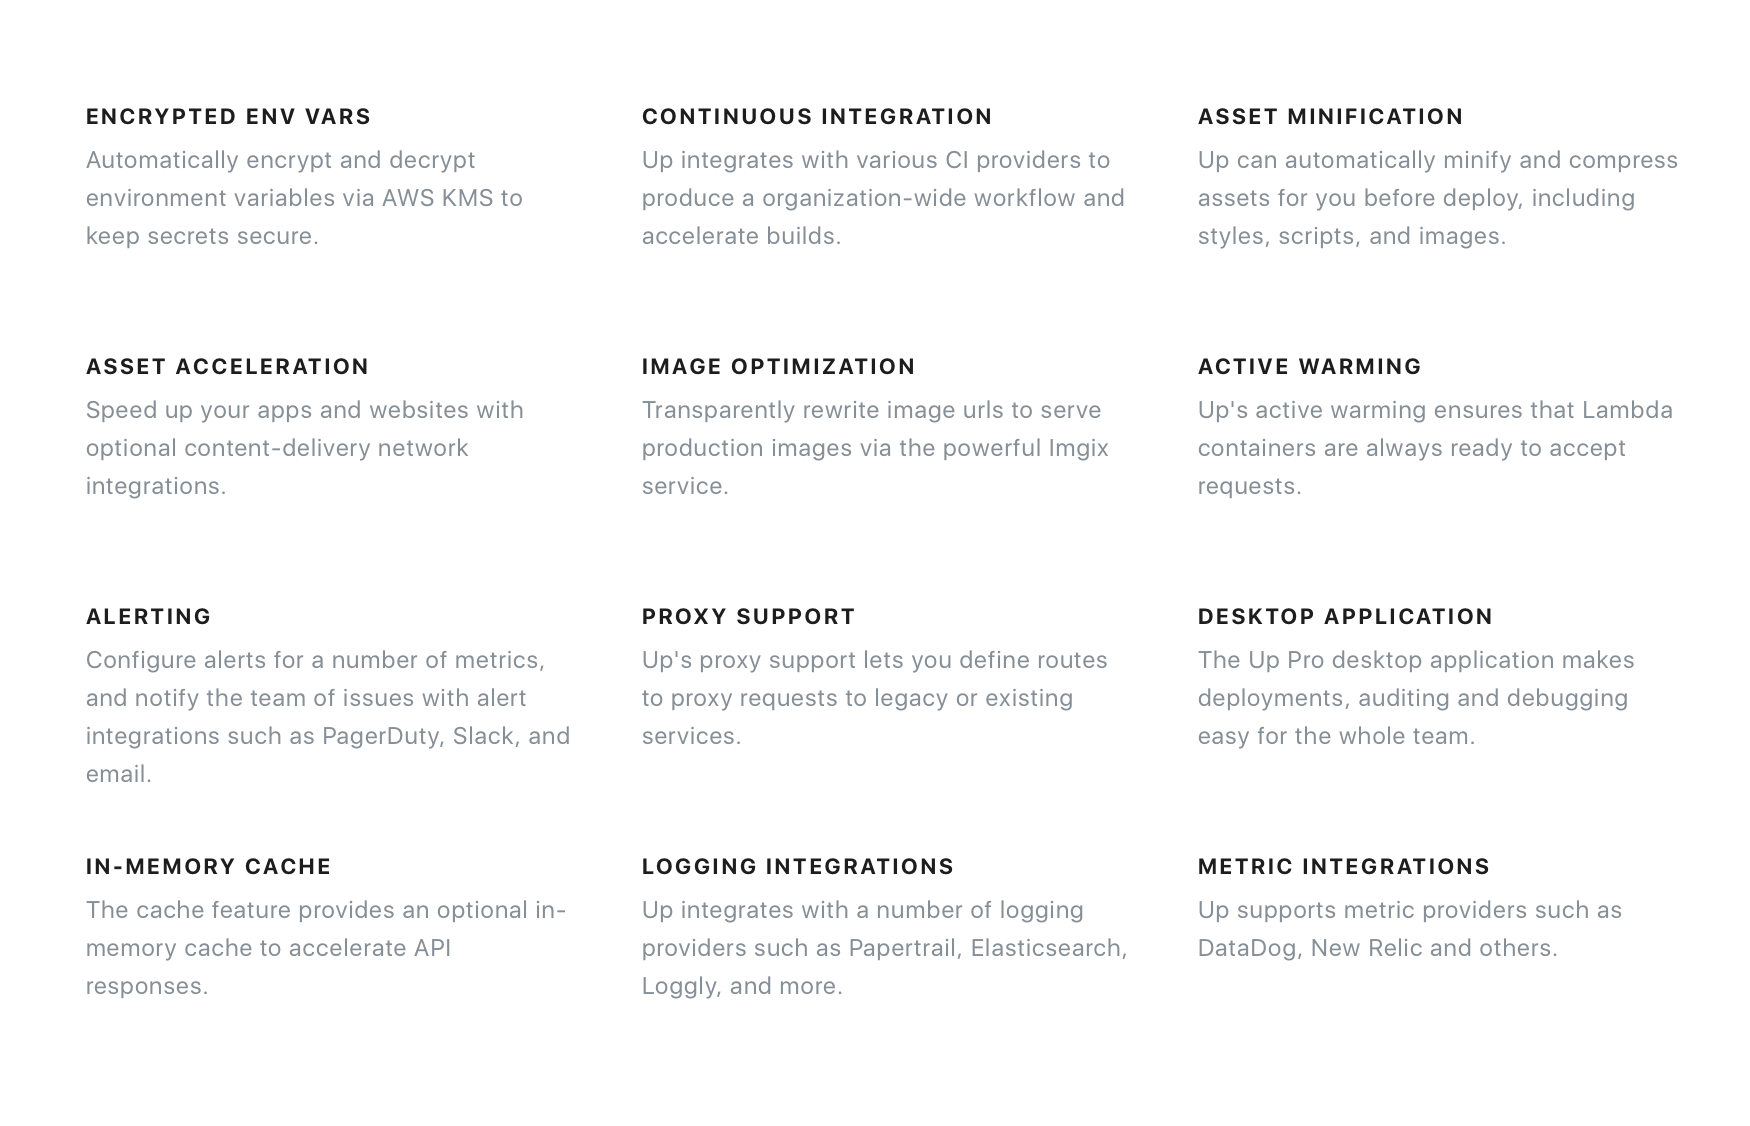 ENCRYPTED ENV VARS
Automatically encrypt and decrypt
environment variables via AWS KMS to
keep secrets secure.
CONTINUOUS INTEGRATION
Up integrates with various CI providers to
produce a organization-wide workflow and
accelerate builds.
ASSET MINIFICATION
Up can automatically minify and compress
assets for you before deploy, including
styles, scripts, and images.
ASSET ACCELERATION
Speed up your apps and websites with
optional content-delivery network
integrations.
IMAGE OPTIMIZATION
Transparently rewrite image urls to serve
production images via the powerful Imgix
service.
ACTIVE WARMING
Up's active warming ensures that Lambda
containers are always ready to accept
requests.
ALERTING
Configure alerts for a number of metrics,
and notify the team of issues with alert
integrations such as PagerDuty, Slack, and
email.
PROXY SUPPORT
Up's proxy support lets you define routes
to proxy requests to legacy or existing
services.
DESKTOP APPLICATION
The Up Pro desktop application makes
deployments, auditing and debugging
easy for the whole team.
IN-MEMORY CACHE
The cache feature provides an optional in-
memory cache to accelerate API
responses.
LOGGING INTEGRATIONS
Up integrates with a number of logging
providers such as Papertrail, Elasticsearch,
Loggly, and more.
METRIC INTEGRATIONS
Up supports metric providers such as
DataDog, New Relic and others.